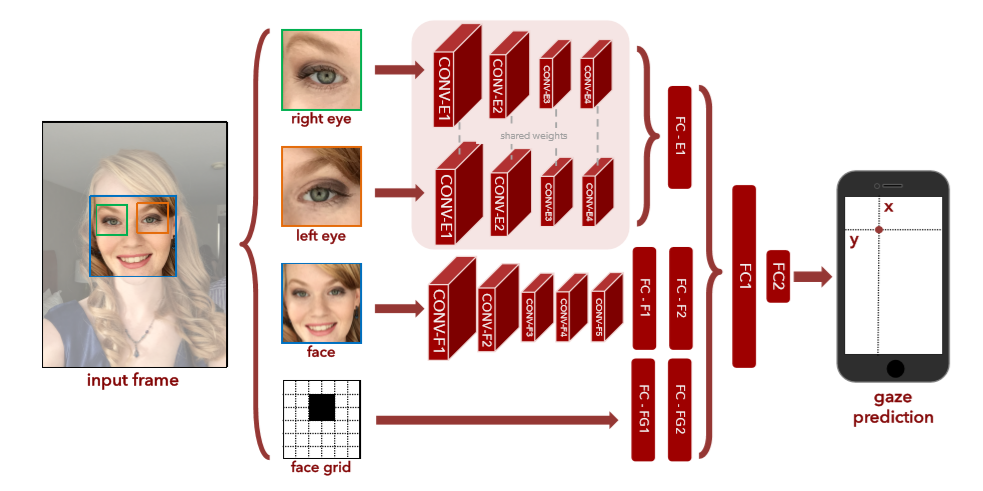 right eye
CONV-E1
CONV-E2
CONV-E3
CONV-E4
shared weights
left eye
CONV-E1
CONV-E2
CONV-E3
CONV-E4
FC - E1
input frame
face
CONV-F1
CONV-F2
CONV-F3
CONV-F4
CONV-F5
FC - F1
FC - F2
face grid
FC - FG1
FC - FG2
FC1
FC2
x
y
gaze
prediction